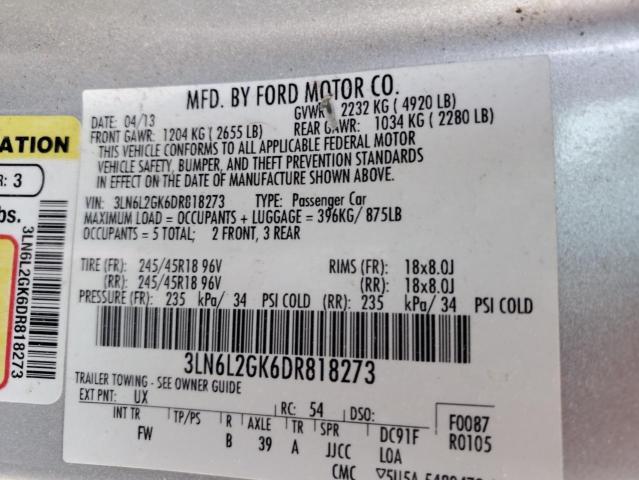 MFD. BY FORD MOTOR CO.
DATE: 04/13
GVWR: 2232 KG ( 4920 LB)
FRONT GAWR: 1204 KG ( 2655 LB)
REAR GAWR: 1034 KG ( 2280 LB)
THIS VEHICLE CONFORMS TO ALL APPLICABLE FEDERAL MOTOR
VEHICLE SAFETY, BUMPER, AND THEFT PREVENTION STANDARDS
IN EFFECT ON THE DATE OF MANUFACTURE SHOWN ABOVE.
VIN: 3LN6L2GK6DR818273 TYPE: Passenger Car
MAXIMUM LOAD = OCCUPANTS + LUGGAGE = 396KG/ 875LB
OCCUPANTS = 5 TOTAL; 2 FRONT, 3 REAR
TIRE (FR): 245/45R18 96V RIMS (FR): 18x8.0J
(RR): 245/45R18 96V (RR): 18x8.0J
PRESSURE (FR): 235 kPa/ 34 PSI COLD (RR): 235 kPa/ 34 PSI COLD
3LN6L2GK6DR818273
TRAILER TOWING - SEE OWNER GUIDE
EXT PNT: UX RC: 54 DSO: F0087
INT TR TP/PS R AXLE TR SPR DC91F R0105
FW B 39 A JJCC LOA
CMC
ATION
R: 3
bs.
3LN6L2GK6DR818273